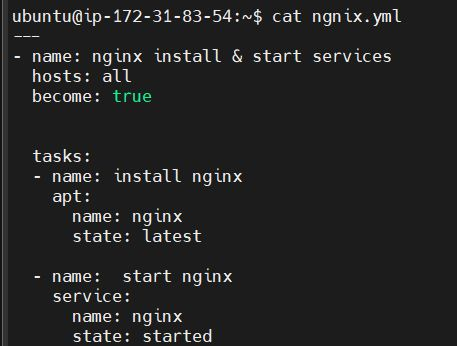 ubuntu@ip-172-31-83-54:~$ cat ngnix.yml
---
- name: nginx install & start services
  hosts: all
  become: true

  tasks:
  - name: install nginx
    apt:
      name: nginx
      state: latest

  - name:  start nginx
    service:
      name: nginx
      state: started